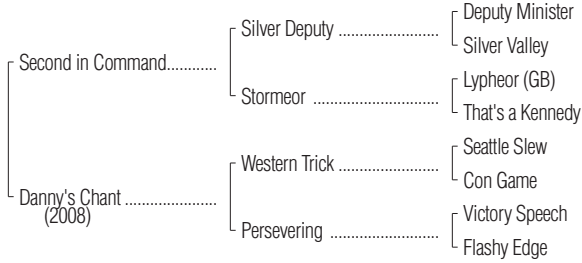 Deputy Minister
Silver Deputy ............................
Silver Valley
Second in Command............
Lypheor (GB)
Stormeor ............................
That's a Kennedy
Seattle Slew
Western Trick ......................
Con Game
Danny's Chant .....................
(2008)
Victory Speech
Persevering ........................
Flashy Edge